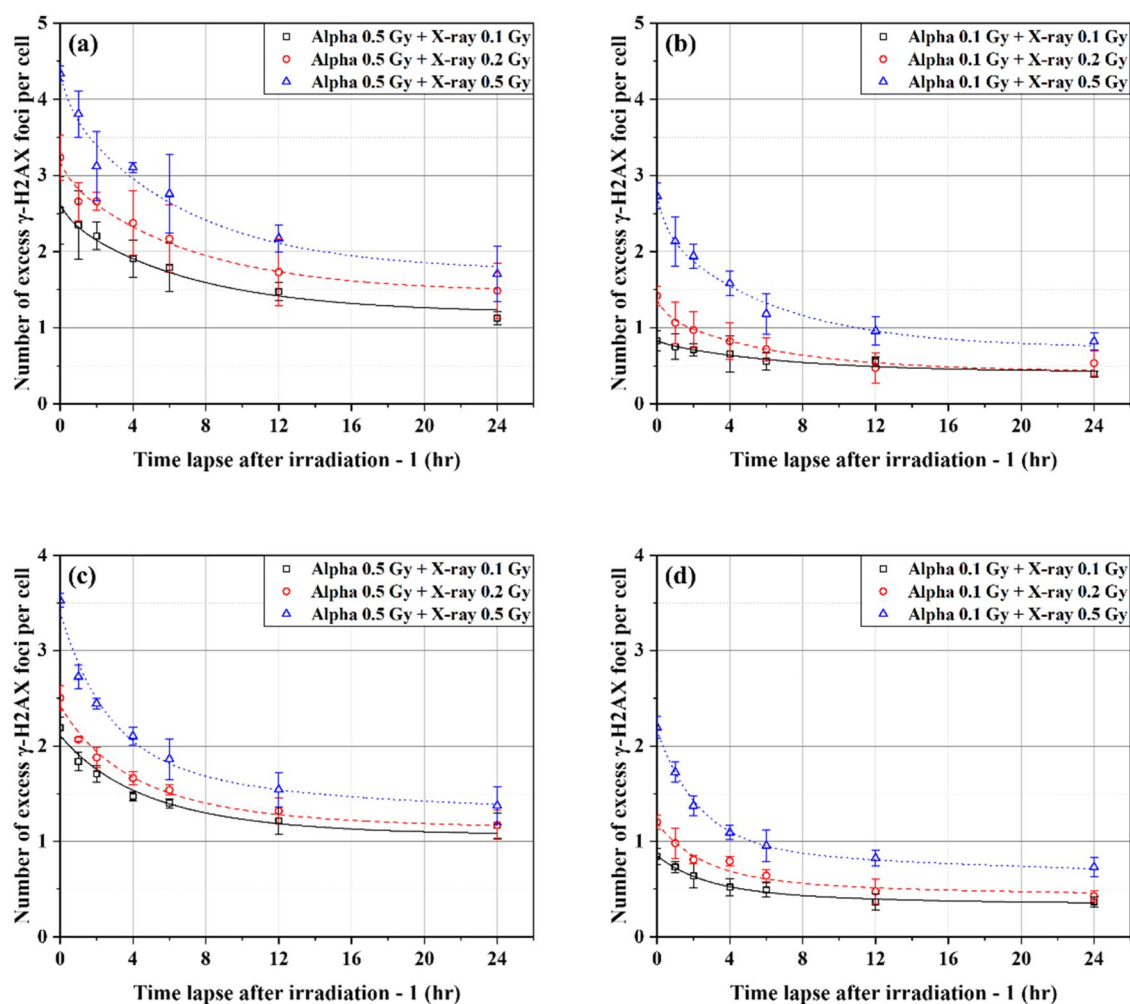 (a)
Alpha 0.5 Gy + X-ray 0.1 Gy
Alpha 0.5 Gy + X-ray 0.2 Gy
Alpha 0.5 Gy + X-ray 0.5 Gy
Number of excess γ-H2AX foci per cell
5
4
3
2
1
0
0 4 8 12 16 20 24
Time lapse after irradiation - 1 (hr)
(b)
Alpha 0.1 Gy + X-ray 0.1 Gy
Alpha 0.1 Gy + X-ray 0.2 Gy
Alpha 0.1 Gy + X-ray 0.5 Gy
Number of excess γ-H2AX foci per cell
5
4
3
2
1
0
0 4 8 12 16 20 24
Time lapse after irradiation - 1 (hr)
(c)
Alpha 0.5 Gy + X-ray 0.1 Gy
Alpha 0.5 Gy + X-ray 0.2 Gy
Alpha 0.5 Gy + X-ray 0.5 Gy
Number of excess γ-H2AX foci per cell
4
3
2
1
0
0 4 8 12 16 20 24
Time lapse after irradiation - 1 (hr)
(d)
Alpha 0.1 Gy + X-ray 0.1 Gy
Alpha 0.1 Gy + X-ray 0.2 Gy
Alpha 0.1 Gy + X-ray 0.5 Gy
Number of excess γ-H2AX foci per cell
4
3
2
1
0
0 4 8 12 16 20 24
Time lapse after irradiation - 1 (hr)